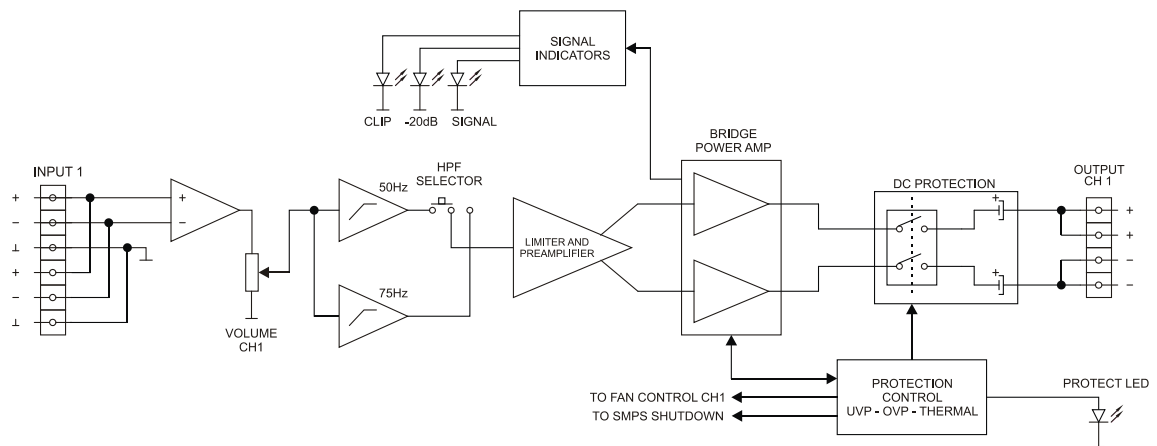 SIGNAL
INDICATORS
CLIP
-20dB
SIGNAL
BRIDGE
POWER AMP
INPUT 1
+
−
⊥
+
−
⊥
+
−
VOLUME
CH1
50Hz
75Hz
HPF
SELECTOR
LIMITER AND
PREAMPLIFIER
DC PROTECTION
+
+
OUTPUT
CH 1
+
+
−
−
PROTECTION
CONTROL
UVP - OVP - THERMAL
TO FAN CONTROL CH1
TO SMPS SHUTDOWN
PROTECT LED